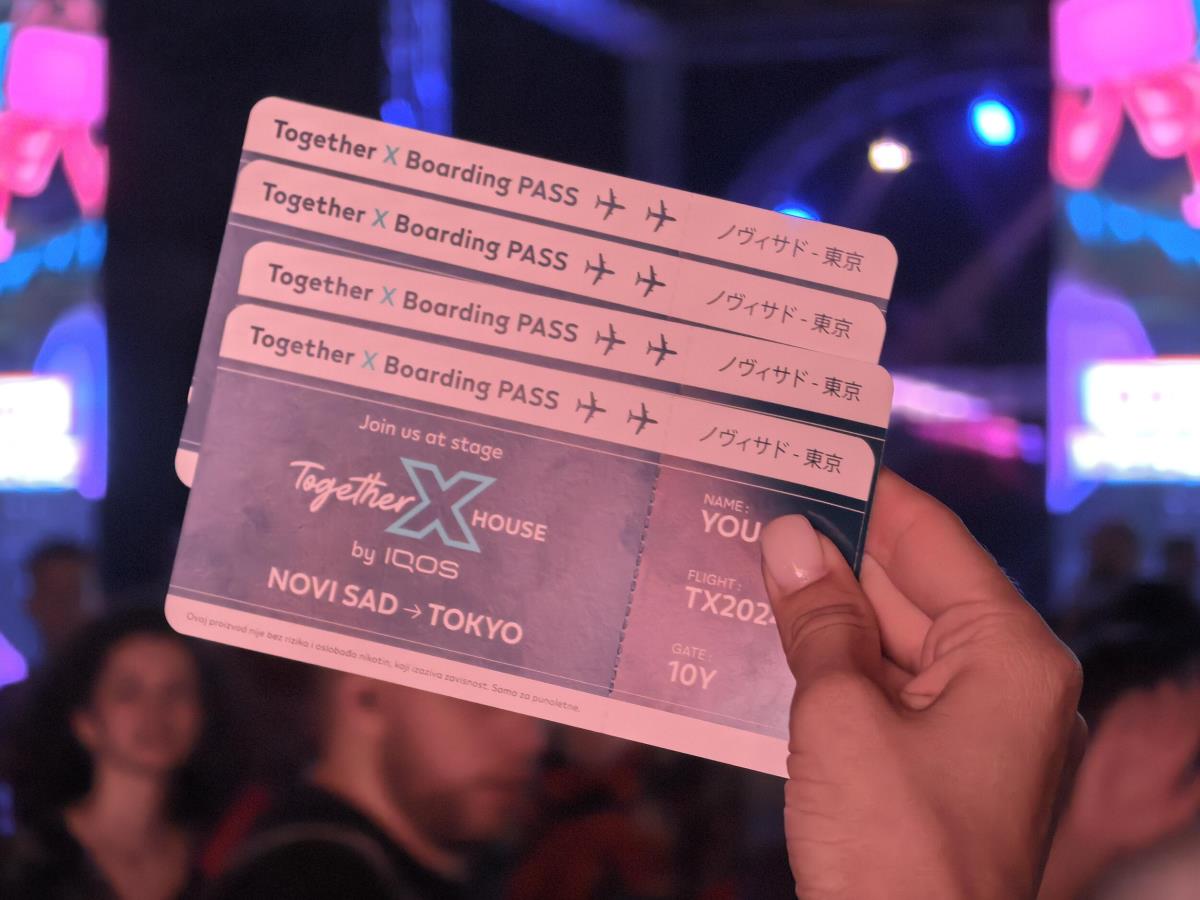 Together X Boarding PASS ノヴィサド - 東京
Together X Boarding PASS ノヴィサド - 東京
Together X Boarding PASS ノヴィサド - 東京
Together X Boarding PASS ノヴィサド - 東京
Join us at stage
Together X HOUSE
by IQOS
NOVI SAD → TOKYO
Ovaj proizvod nije bez rizika i oslobađa nikotin, koji izaziva zavisnost. Samo za punoletne.
NAME:
YOU
FLIGHT:
TX202
GATE:
10Y